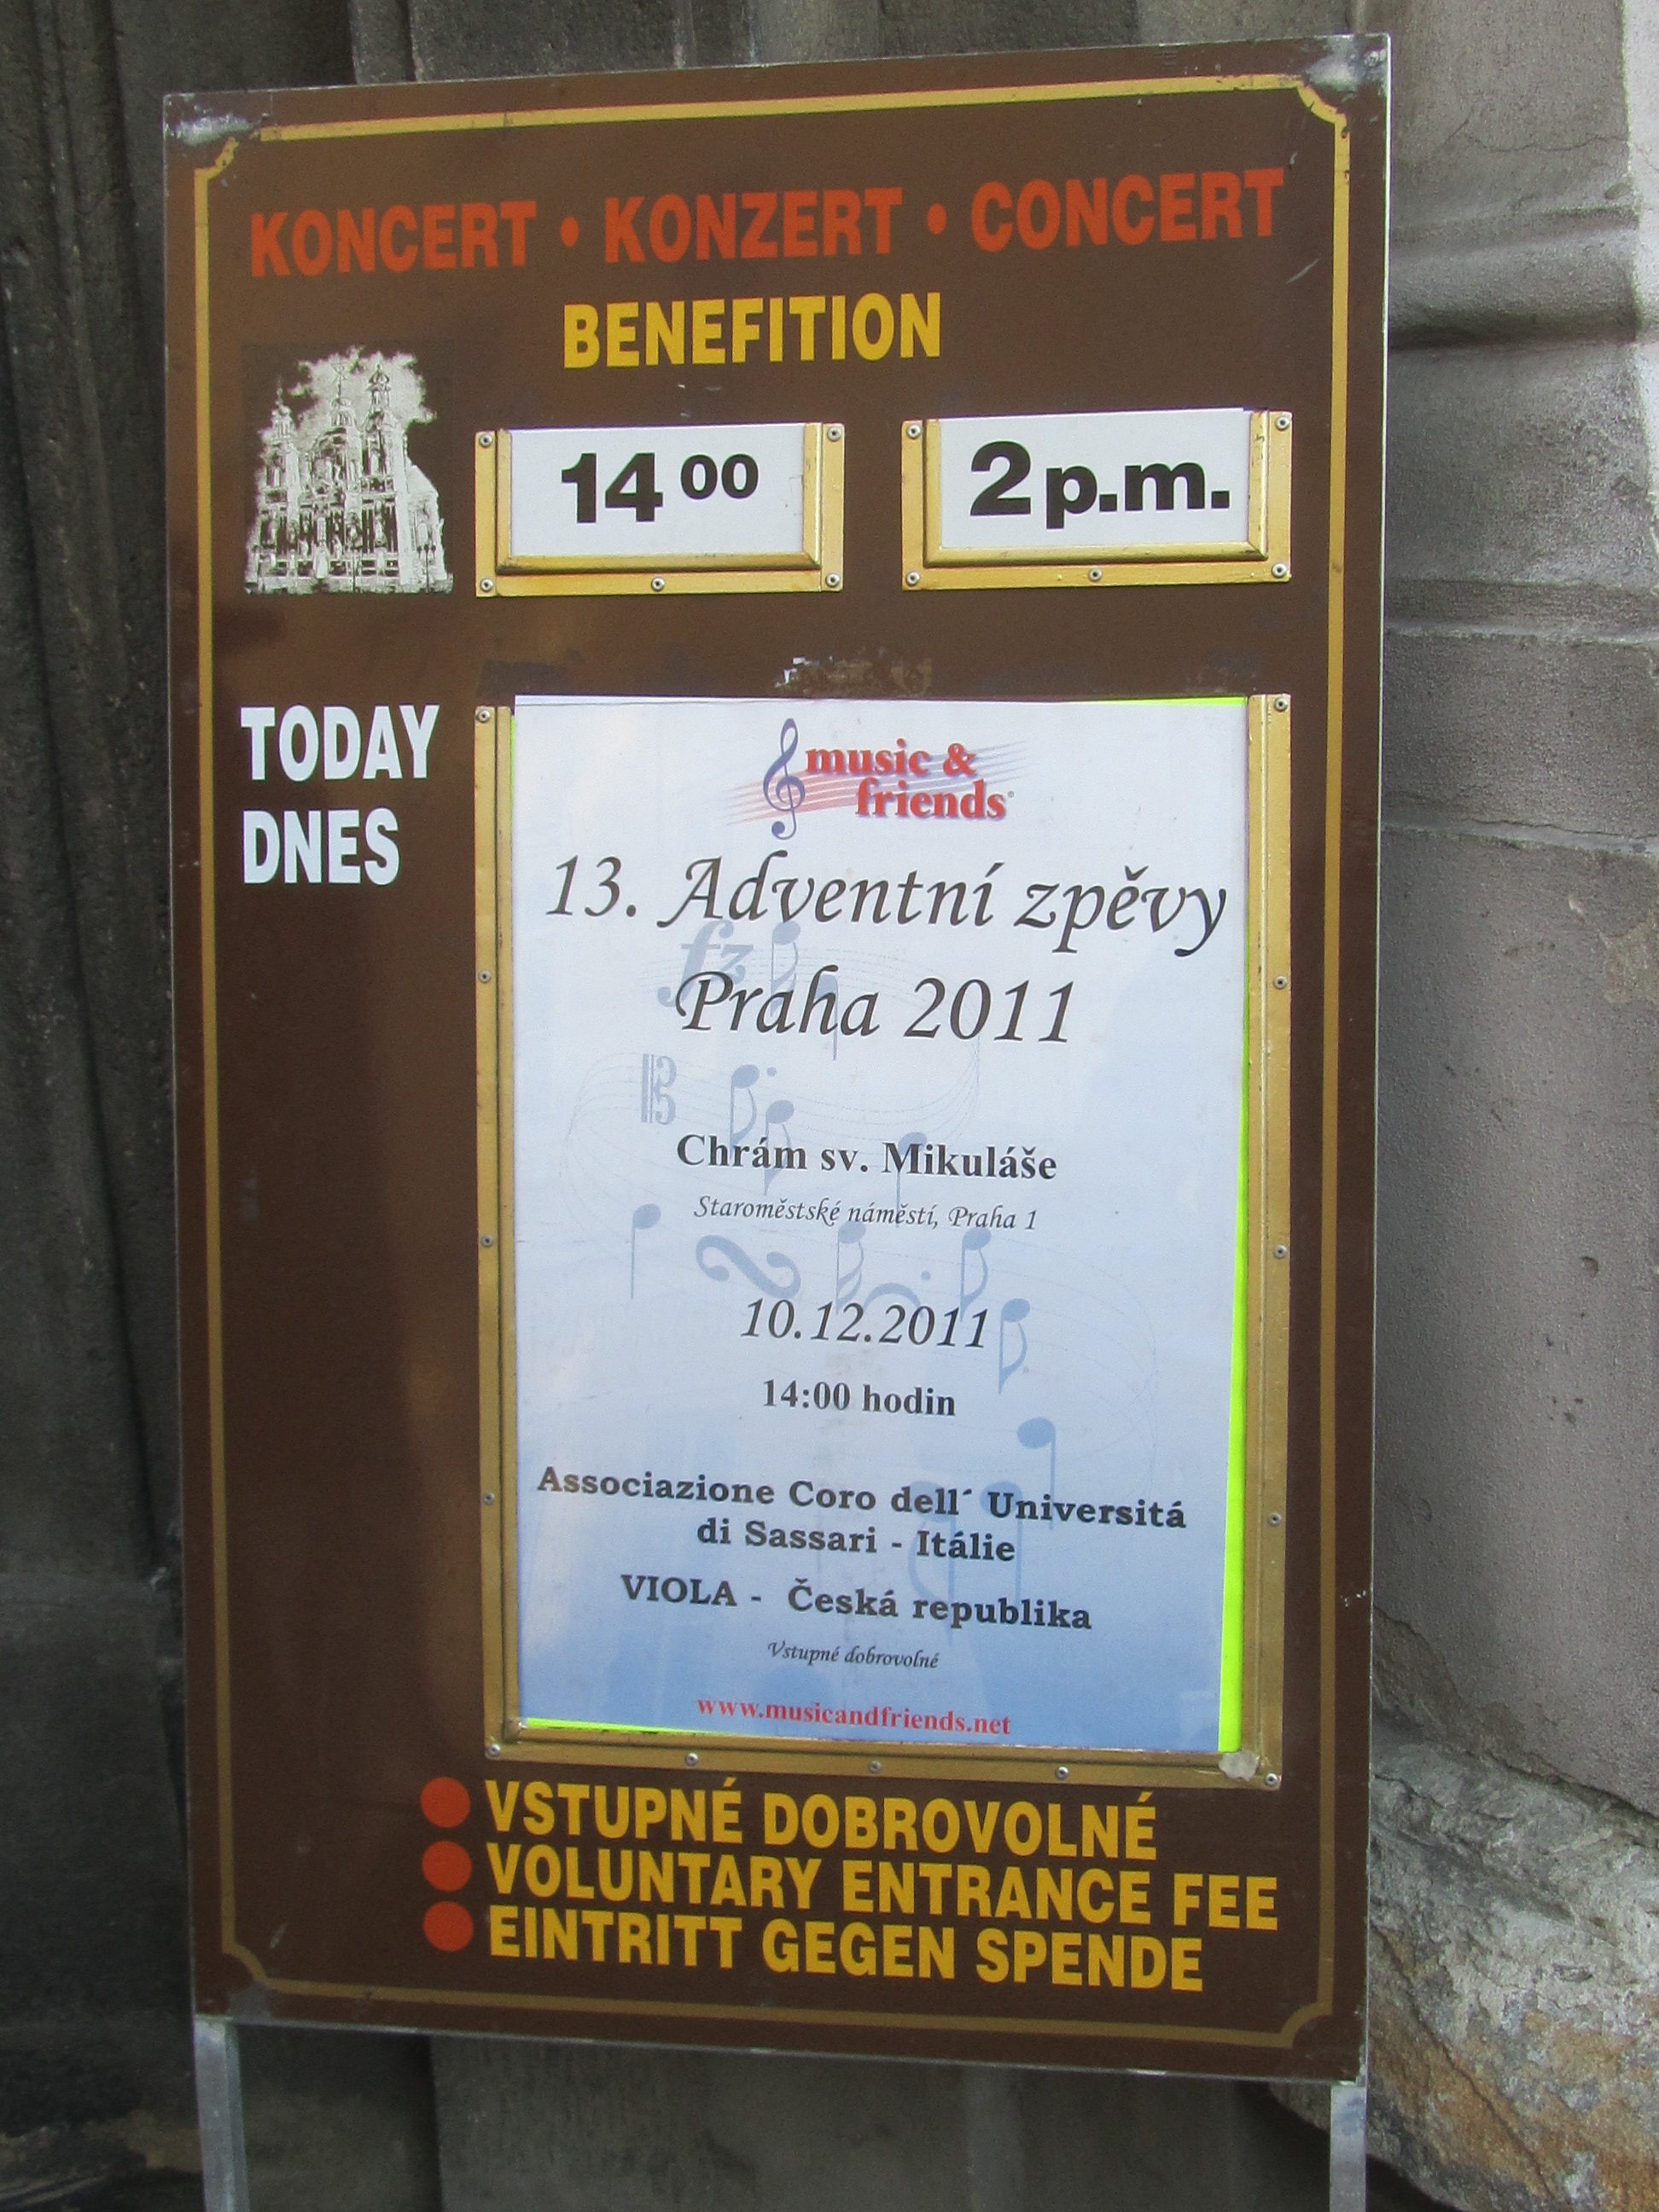 KONCERT • KONZERT • CONCERT
BENEFITION
14 00
2 p.m.
TODAY
DNES
music &
friends®
13. Adventní zpěvy
fz
Praha 2011
Chrám sv. Mikuláše
Staroměstské náměstí, Praha 1
10.12.2011
14:00 hodin
Associazione Coro dell´ Universitá
di Sassari - Itálie
VIOLA - Česká republika
Vstupné dobrovolné
www.musicandfriends.net
VSTUPNÉ DOBROVOLNÉ
VOLUNTARY ENTRANCE FEE
EINTRITT GEGEN SPENDE